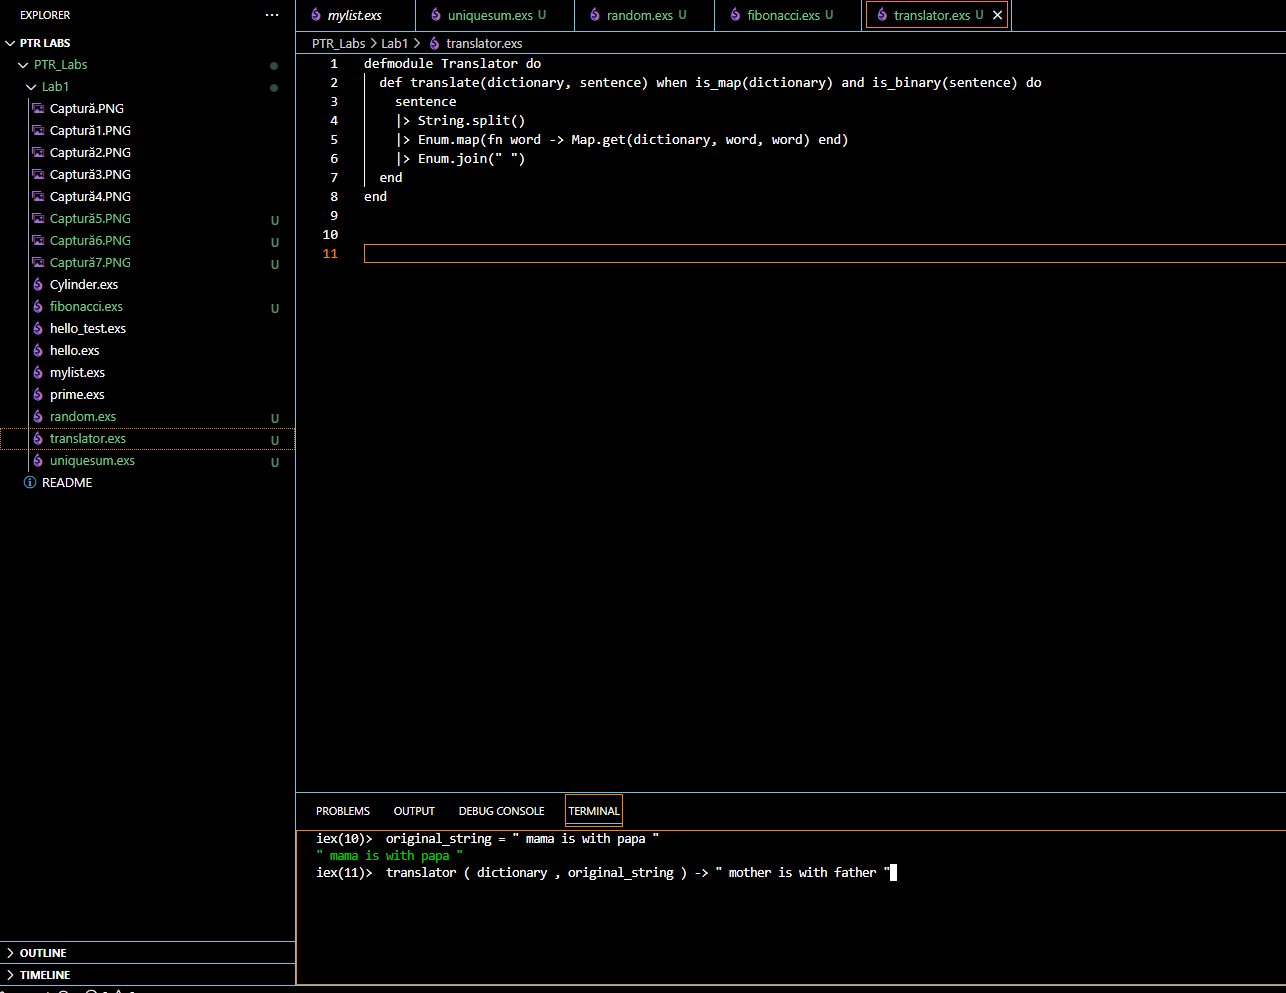 EXPLORER
PTR LABS
PTR_Labs
Lab1
Captură.PNG
Captură1.PNG
Captură2.PNG
Captură3.PNG
Captură4.PNG
Captură5.PNG U
Captură6.PNG U
Captură7.PNG U
Cylinder.exs
fibonacci.exs U
hello_test.exs
hello.exs
mylist.exs
prime.exs
random.exs U
translator.exs U
uniquesum.exs U
README
OUTLINE
TIMELINE
mylist.exs uniquesum.exs U random.exs U fibonacci.exs U translator.exs U
PTR_Labs > Lab1 > translator.exs
1 defmodule Translator do
2 def translate(dictionary, sentence) when is_map(dictionary) and is_binary(sentence) do
3 sentence
4 |> String.split()
5 |> Enum.map(fn word -> Map.get(dictionary, word, word) end)
6 |> Enum.join(" ")
7 end
8 end
9
10
11
PROBLEMS OUTPUT DEBUG CONSOLE TERMINAL
iex(10)> original_string = " mama is with papa "
" mama is with papa "
iex(11)> translator ( dictionary , original_string ) -> " mother is with father "